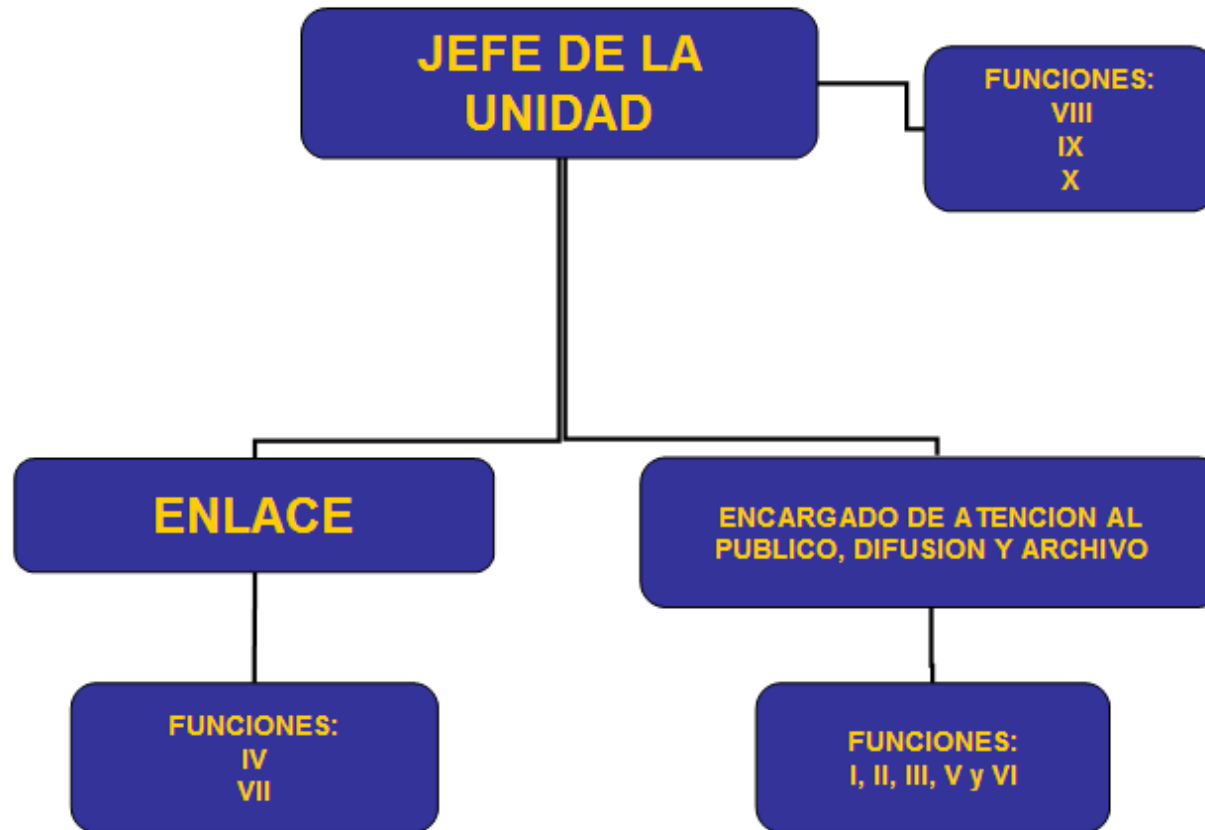 JEFE DE LA
UNIDAD
FUNCIONES:
VIII
IX
X
ENLACE
ENCARGADO DE ATENCION AL
PUBLICO, DIFUSION Y ARCHIVO
FUNCIONES:
IV
VII
FUNCIONES:
I, II, III, V y VI